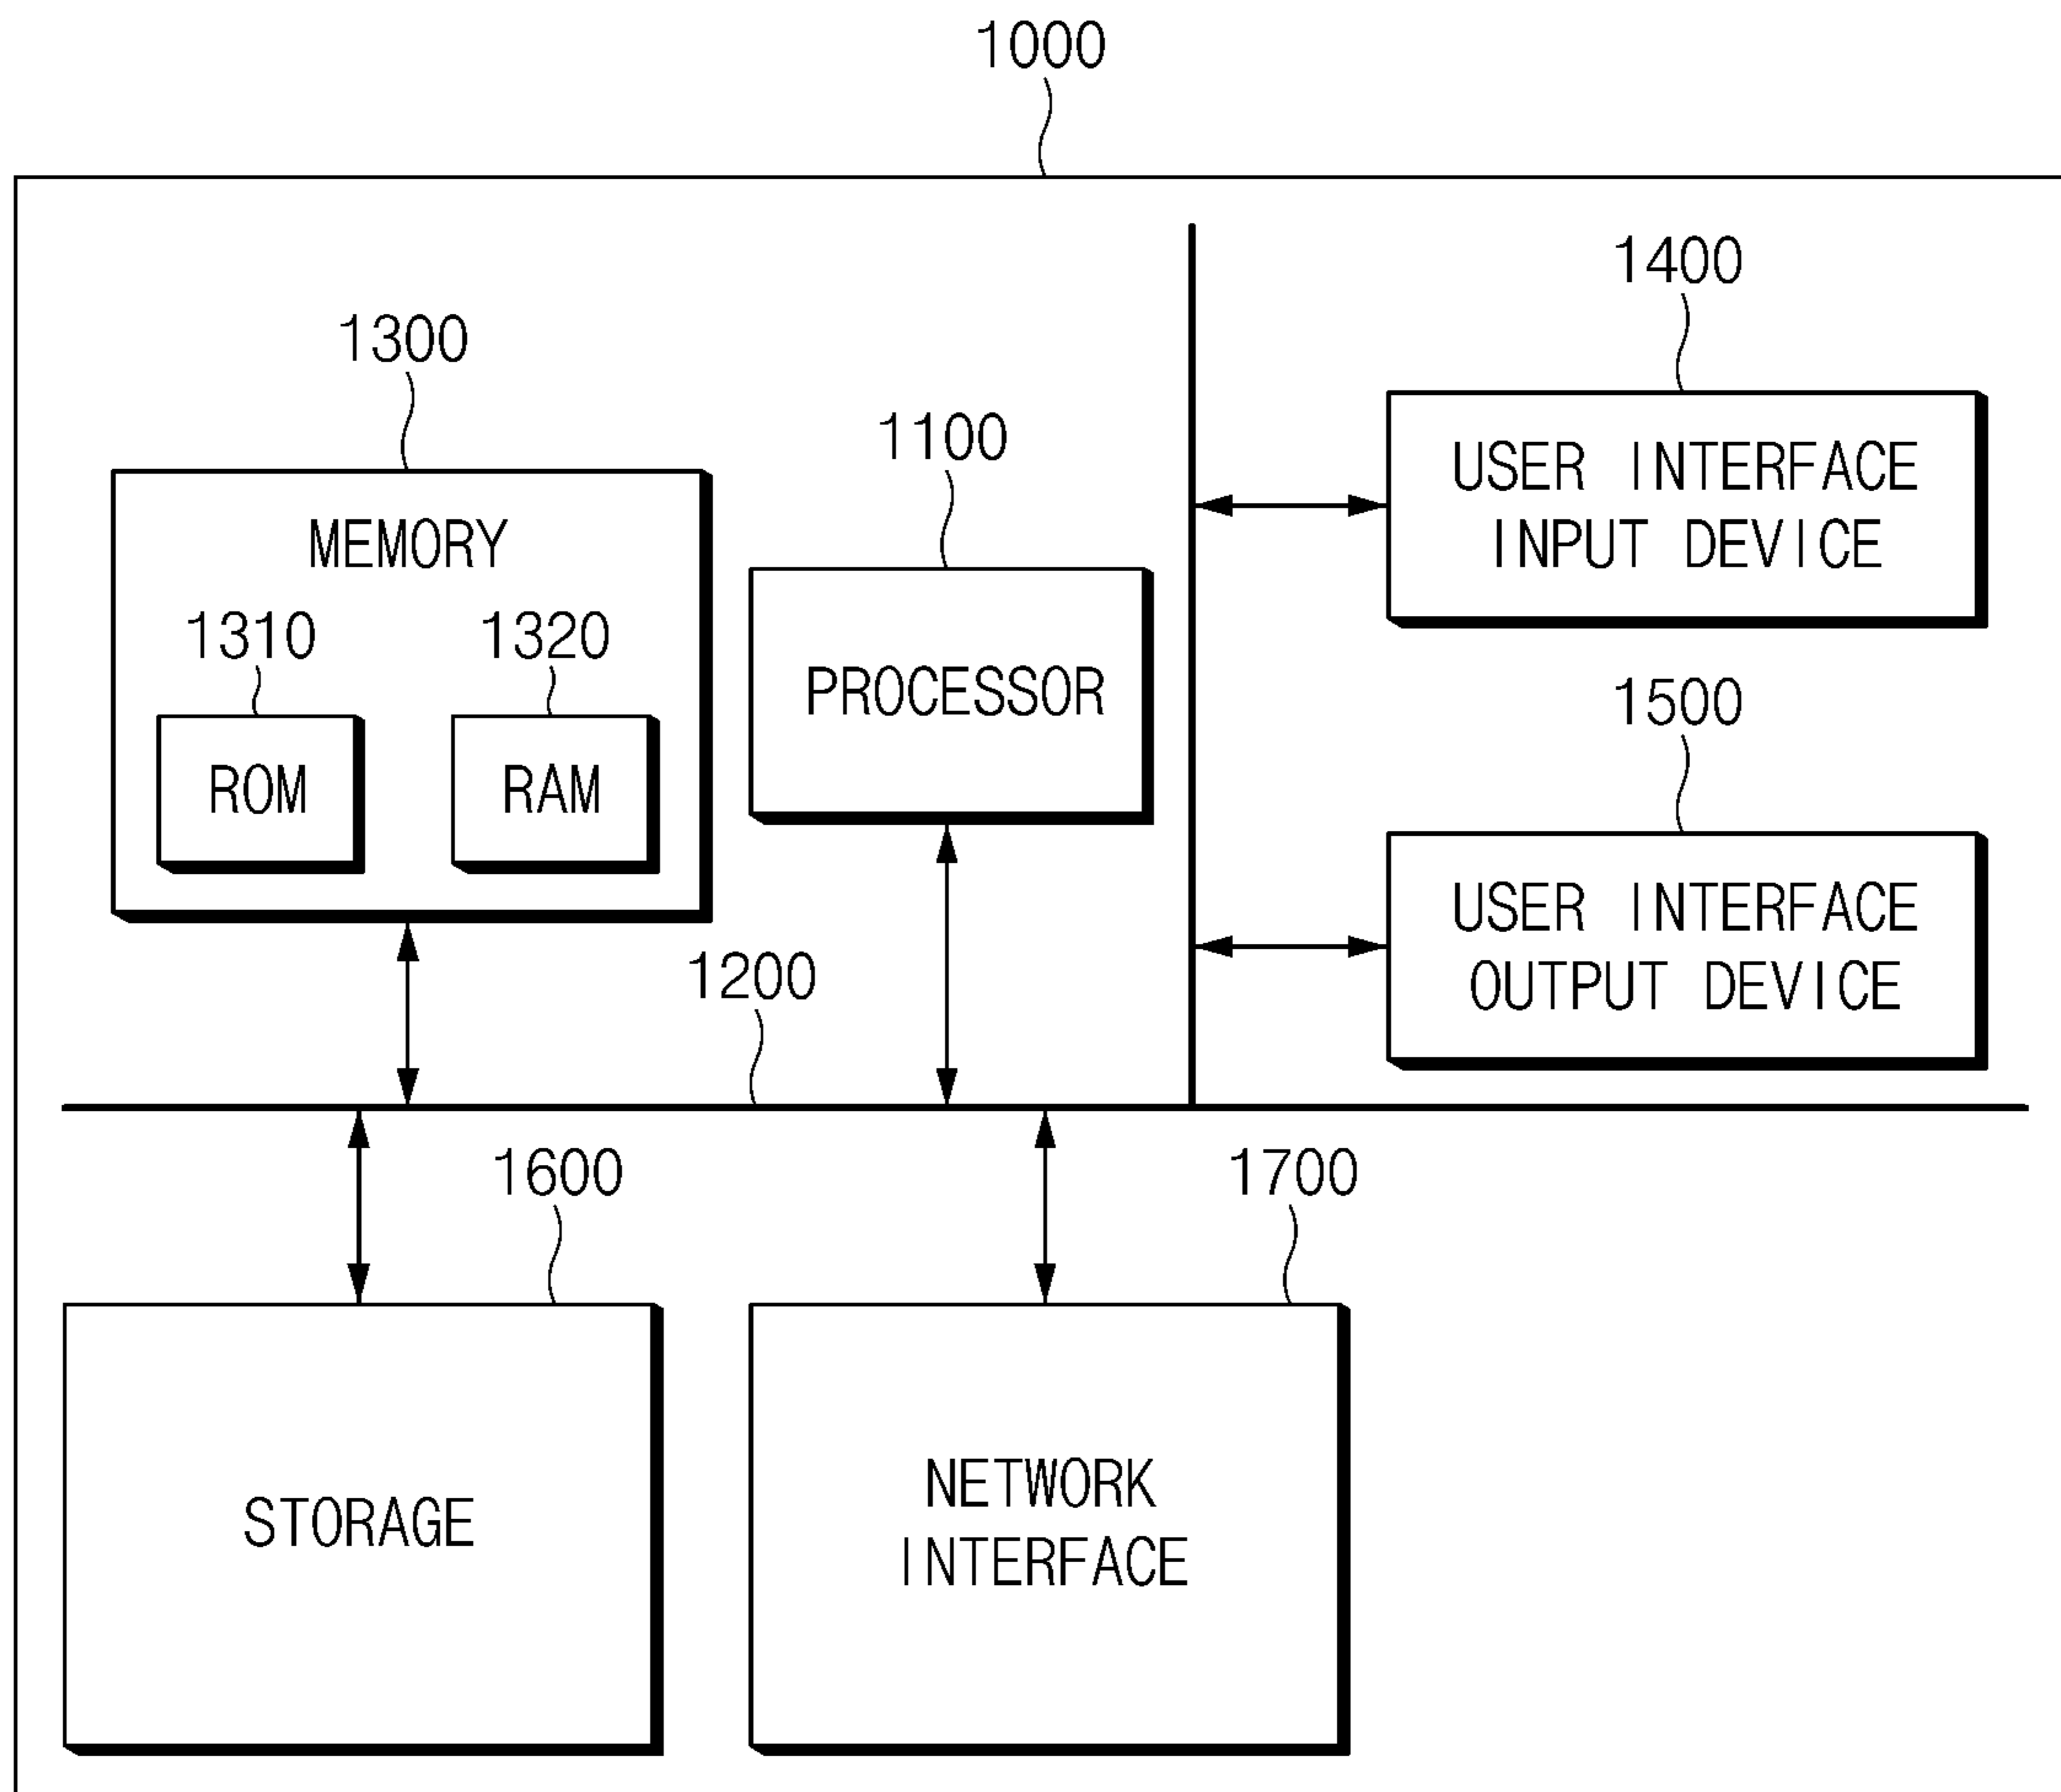 1000
1300
MEMORY
1310
1320
ROM
RAM
1100
PROCESSOR
1400
USER INTERFACE
INPUT DEVICE
1500
USER INTERFACE
OUTPUT DEVICE
1200
1600
STORAGE
1700
NETWORK
INTERFACE